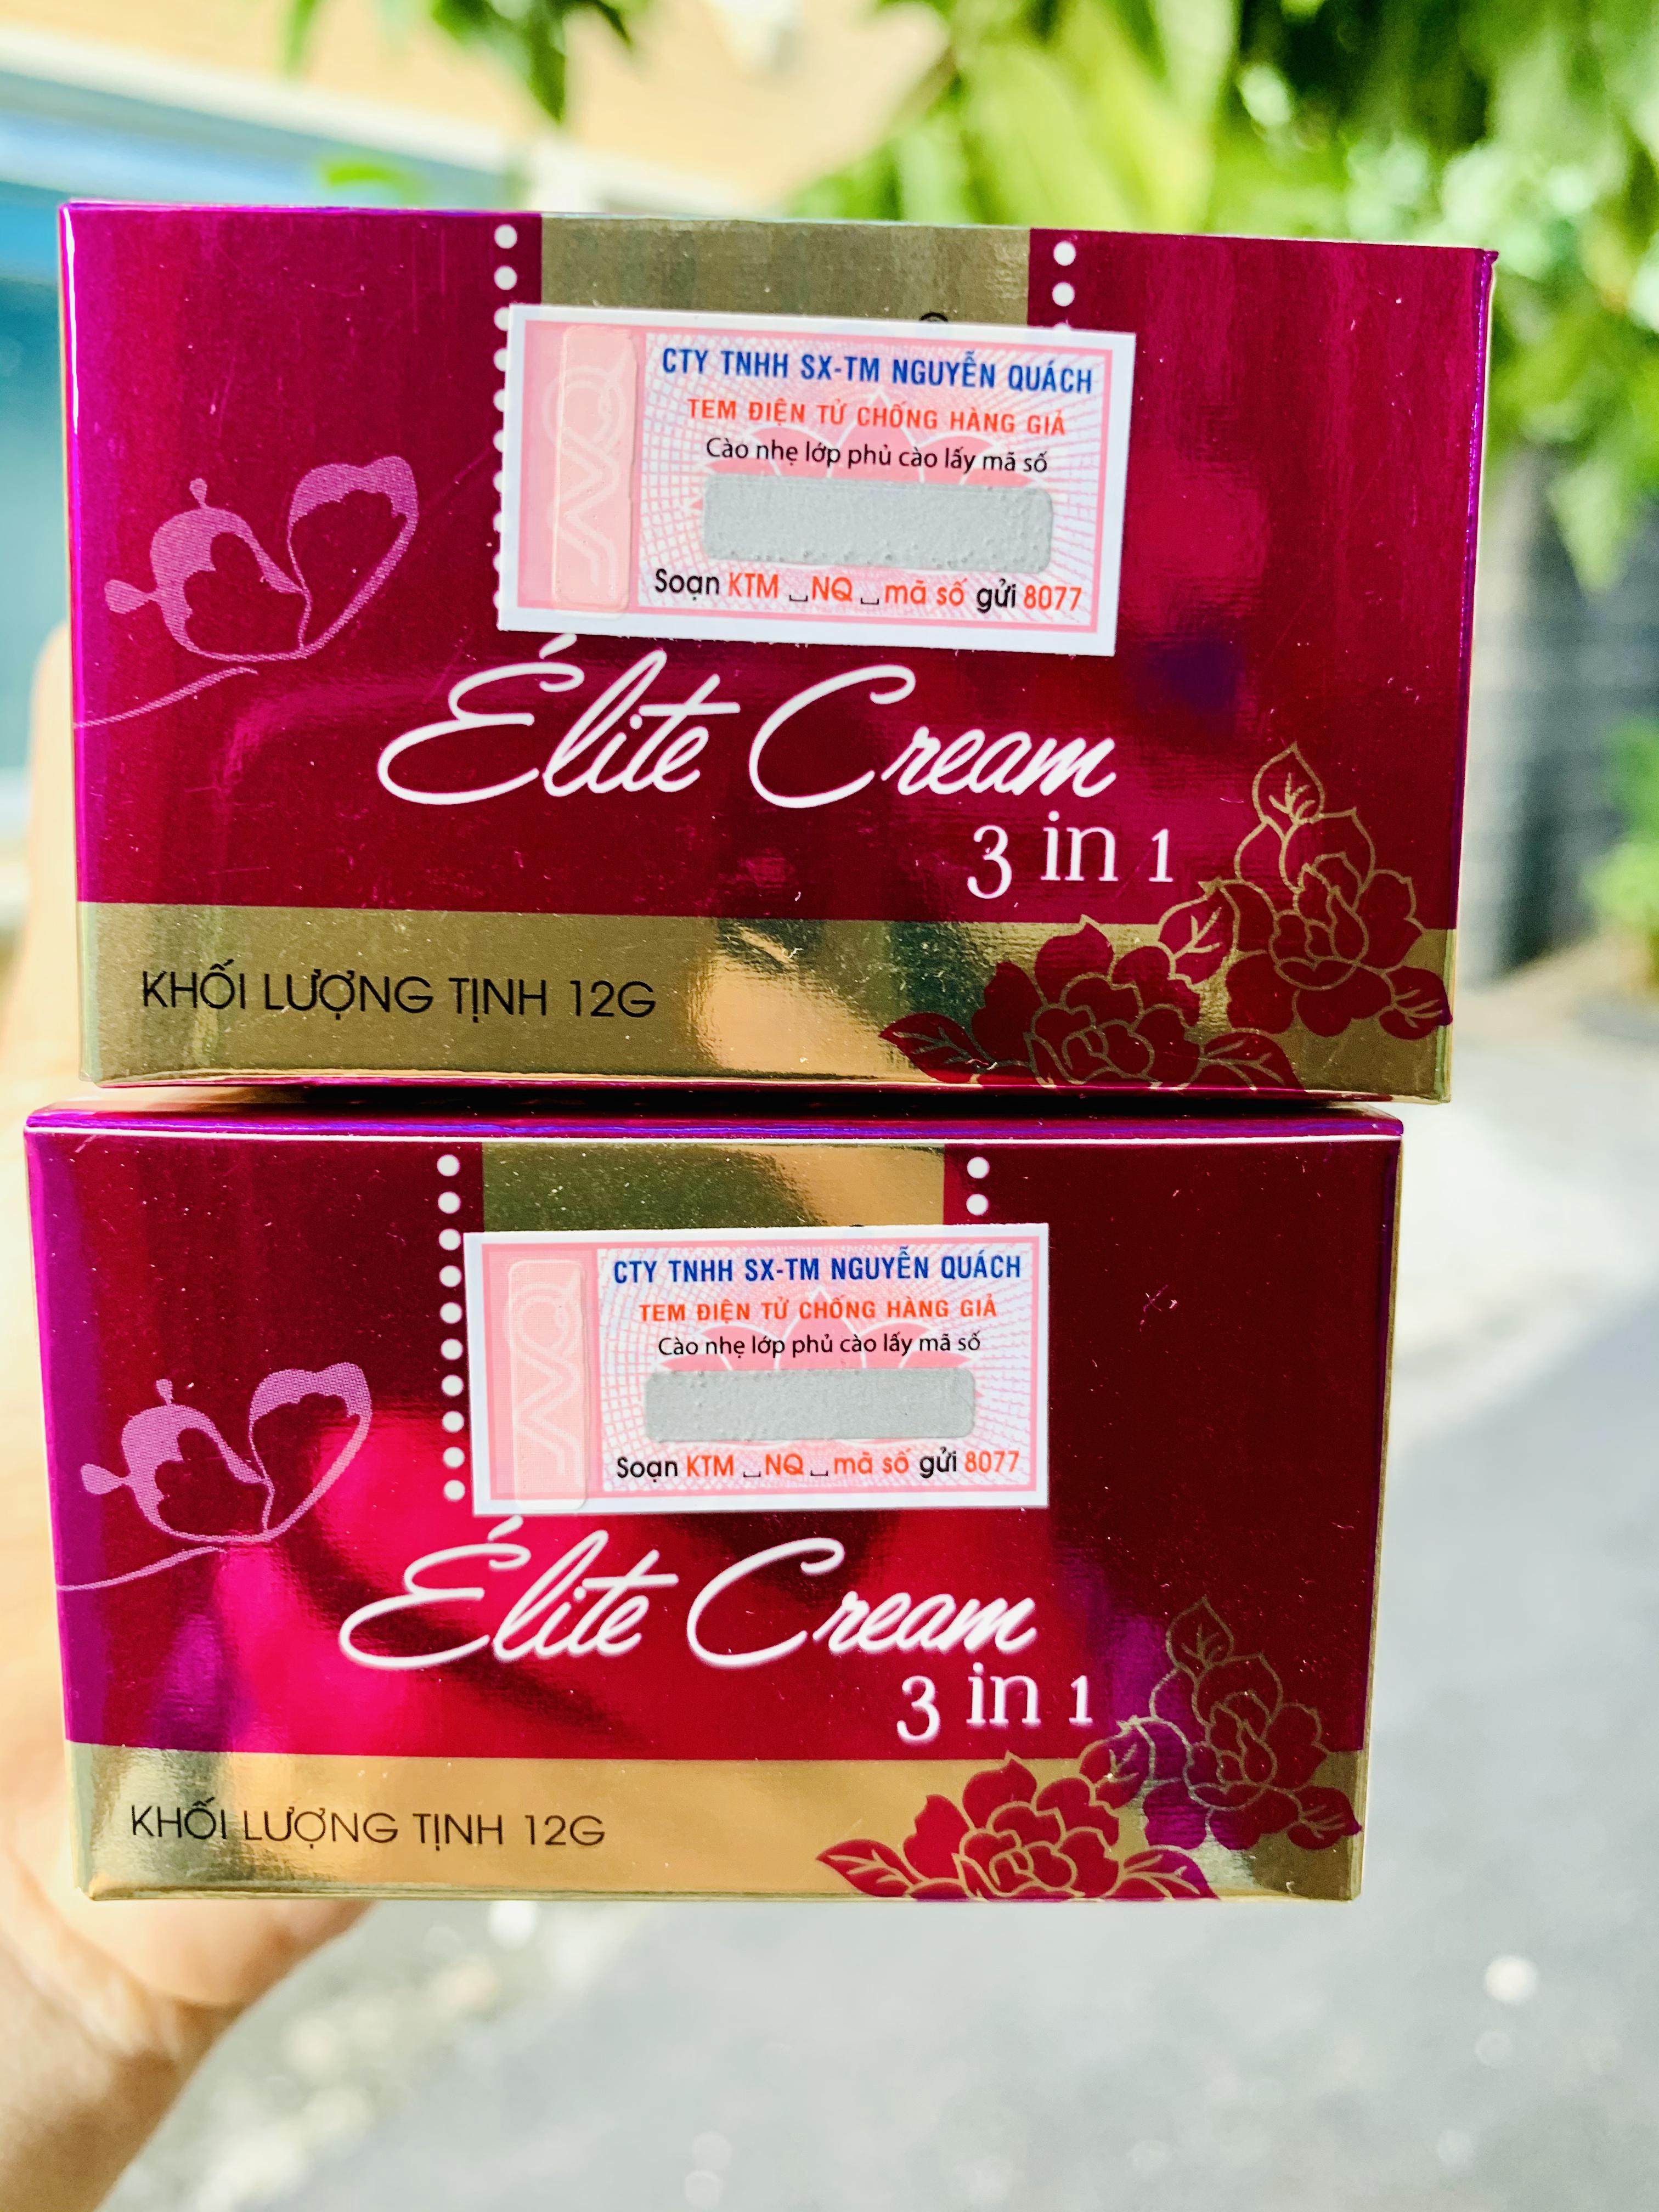 CTY TNHH SX-TM NGUYỄN QUÁCH
TEM ĐIỆN TỬ CHỐNG HÀNG GIẢ
Cào nhẹ lớp phủ cào lấy mã số
Soạn KTM ⎵NQ ⎵mã số gửi 8077
Élite Cream
3 in 1
KHỐI LƯỢNG TỊNH 12G
CTY TNHH SX-TM NGUYỄN QUÁCH
TEM ĐIỆN TỬ CHỐNG HÀNG GIẢ
Cào nhẹ lớp phủ cào lấy mã số
Soạn KTM ⎵NQ ⎵mã số gửi 8077
Élite Cream
3 in 1
KHỐI LƯỢNG TỊNH 12G